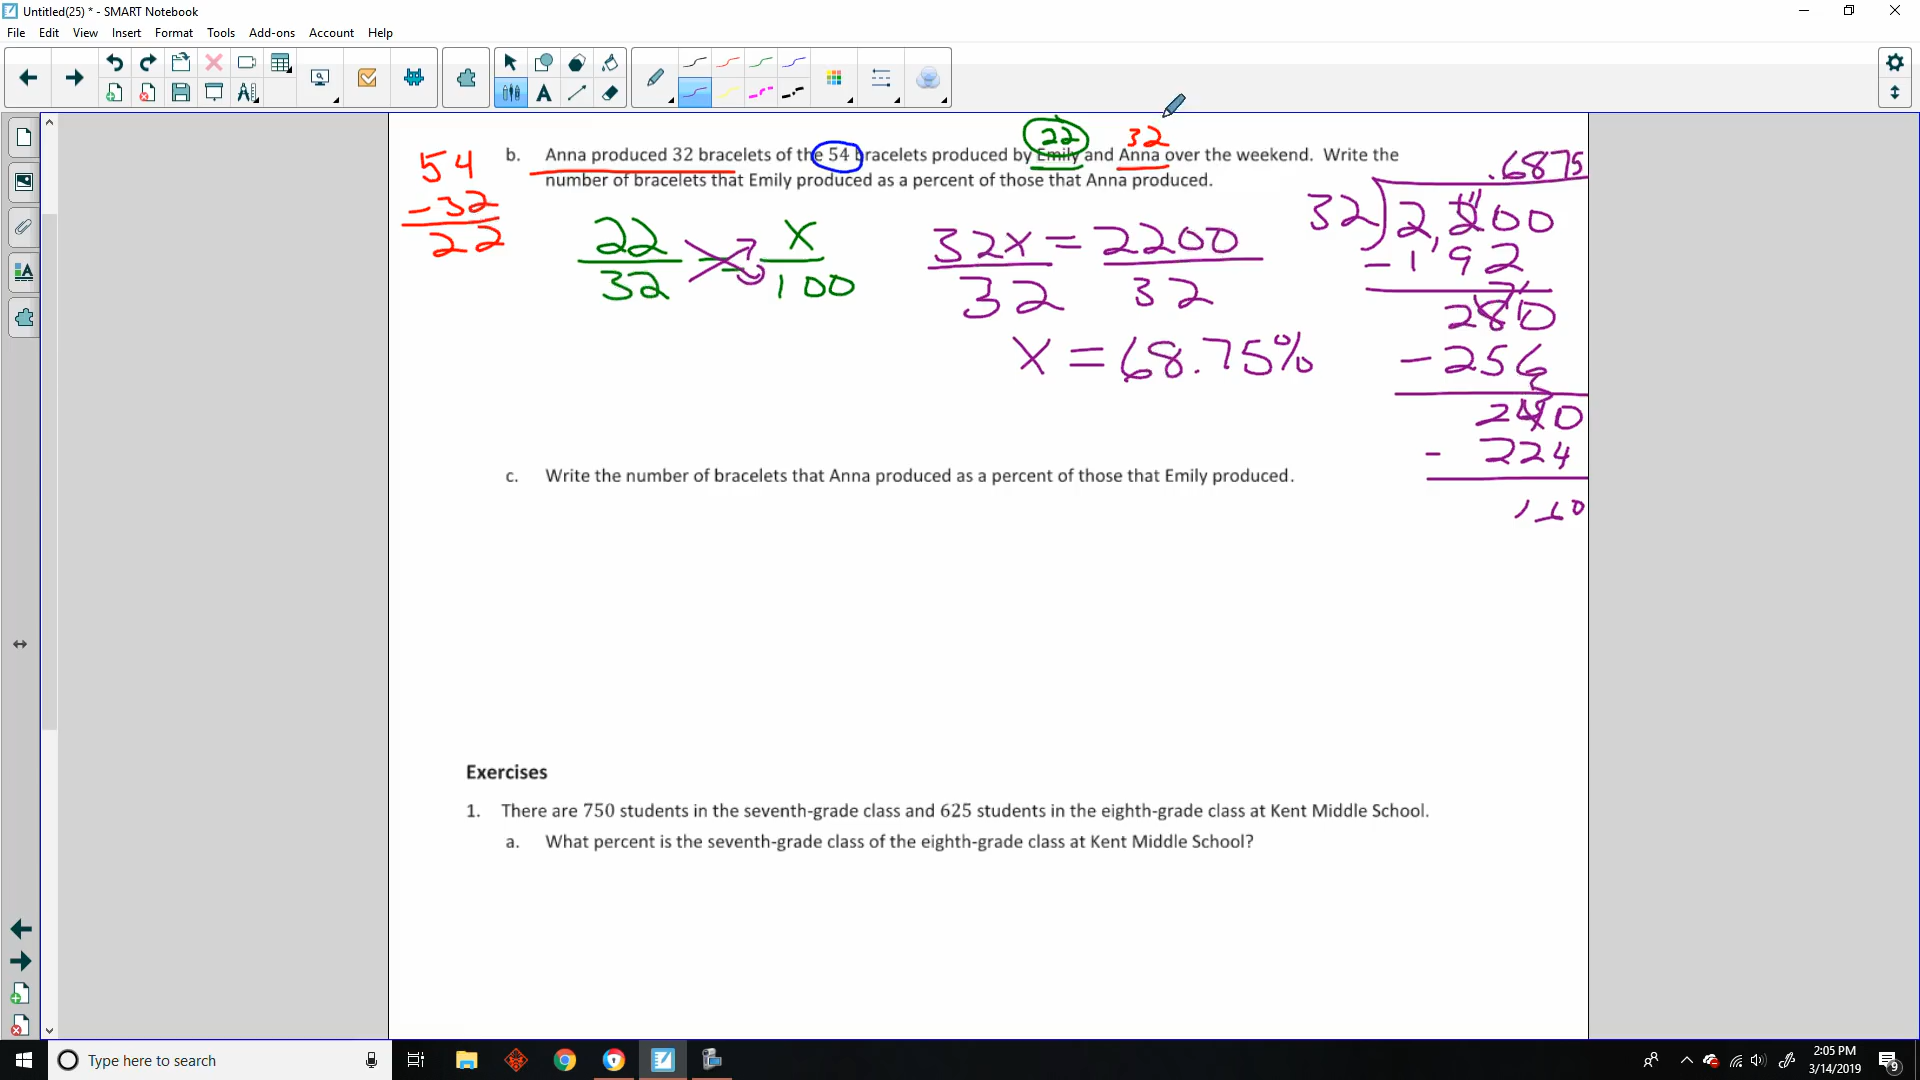 Untitled(25) * - SMART Notebook
File Edit View Insert Format Tools Add-ons Account Help
22 32
b. Anna produced 32 bracelets of the 54 bracelets produced by Emily and Anna over the weekend. Write the
number of bracelets that Emily produced as a percent of those that Anna produced.
54
-32
22
22 x
32 = 100
32x = 2200
32 32
x = 68.75%
.6875
32 2,200
-192
280
-256
240
- 224
c. Write the number of bracelets that Anna produced as a percent of those that Emily produced.
Exercises
1. There are 750 students in the seventh-grade class and 625 students in the eighth-grade class at Kent Middle School.
a. What percent is the seventh-grade class of the eighth-grade class at Kent Middle School?
Type here to search
2:05 PM
3/14/2019
9